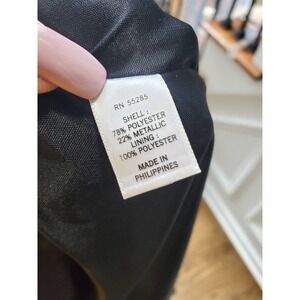 RN 55285
SHELL :
78% POLYESTER
22% METALLIC
LINING :
100% POLYESTER
MADE IN
PHILIPPINES